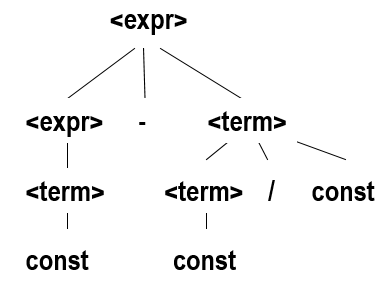 <expr>
<expr> - <term>
<term> <term> / const
const const